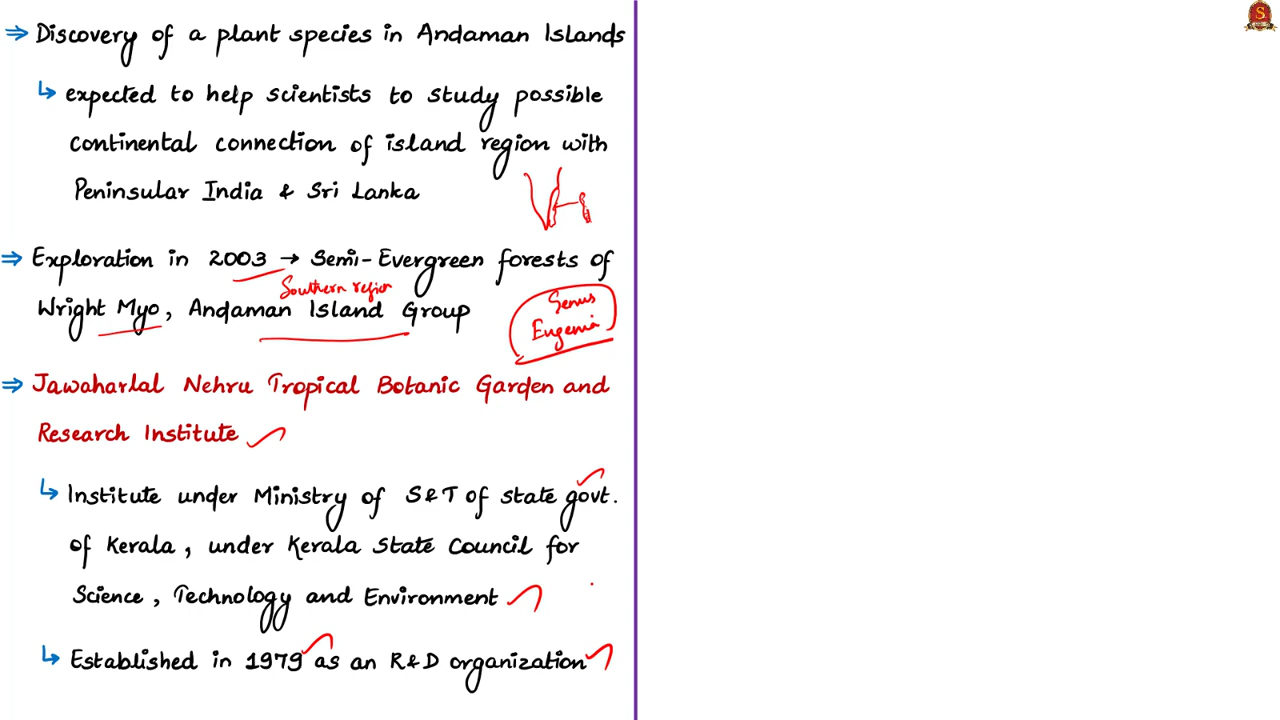 ⇒ Discovery of a plant species in Andaman Islands
↳ expected to help scientists to study possible
continental connection of island region with
Peninsular India & Sri Lanka
⇒ Exploration in 2003 → Semi-Evergreen forests of
Southern region
Wright Myo, Andaman Island Group
Genus
Eugenia
⇒ Jawaharlal Nehru Tropical Botanic Garden and
Research Institute
↳ Institute under Ministry of S&T of state govt.
of Kerala, under Kerala State Council for
Science, Technology and Environment
↳ Established in 1979 as an R&D organization
S